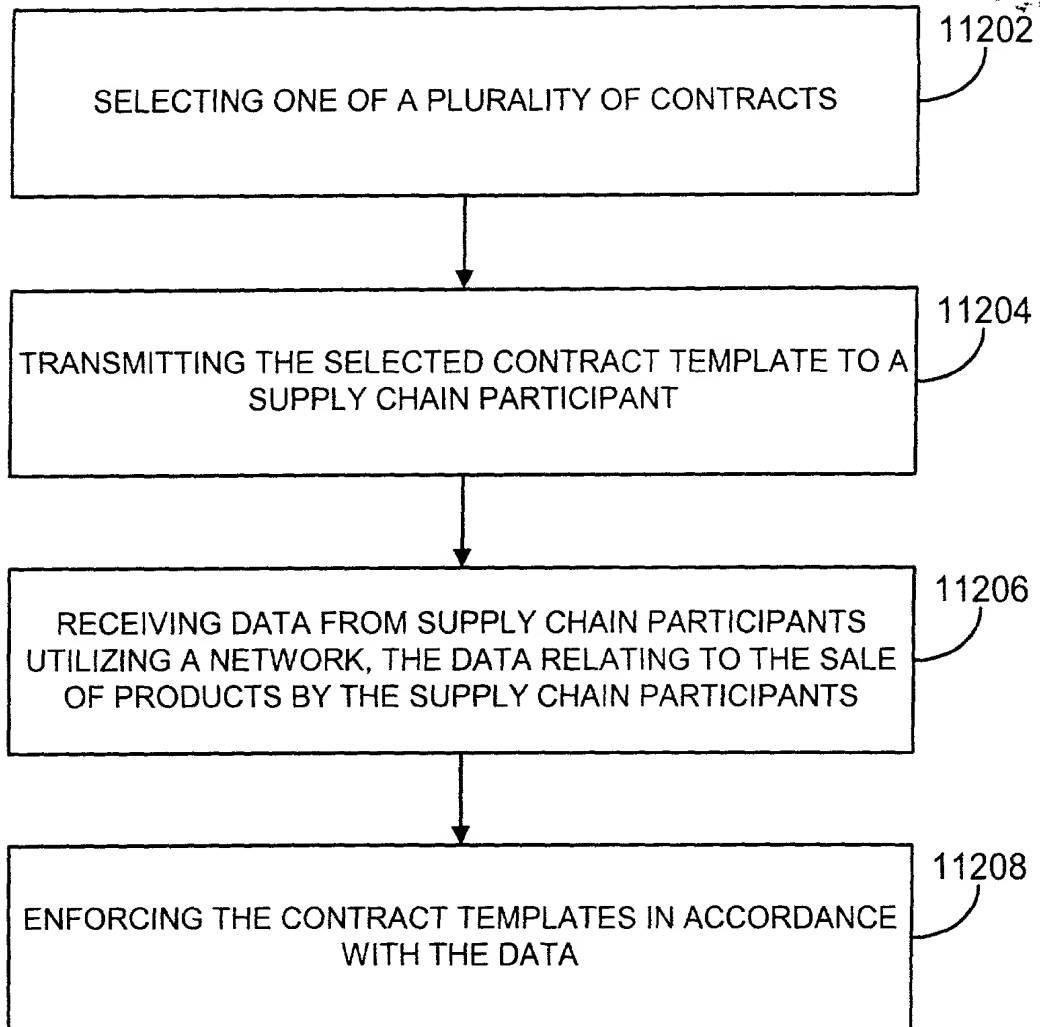 11202
SELECTING ONE OF A PLURALITY OF CONTRACTS
11204
TRANSMITTING THE SELECTED CONTRACT TEMPLATE TO A
SUPPLY CHAIN PARTICIPANT
11206
RECEIVING DATA FROM SUPPLY CHAIN PARTICIPANTS
UTILIZING A NETWORK, THE DATA RELATING TO THE SALE
OF PRODUCTS BY THE SUPPLY CHAIN PARTICIPANTS
11208
ENFORCING THE CONTRACT TEMPLATES IN ACCORDANCE
WITH THE DATA